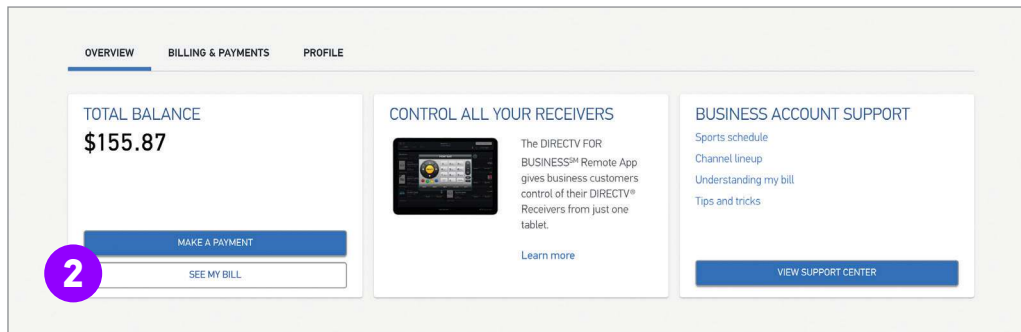 OVERVIEW BILLING & PAYMENTS PROFILE
TOTAL BALANCE
$155.87
MAKE A PAYMENT
2
SEE MY BILL
CONTROL ALL YOUR RECEIVERS
The DIRECTV FOR
BUSINESS℠ Remote App
gives business customers
control of their DIRECTV®
Receivers from just one
tablet.
Learn more
BUSINESS ACCOUNT SUPPORT
Sports schedule
Channel lineup
Understanding my bill
Tips and tricks
VIEW SUPPORT CENTER